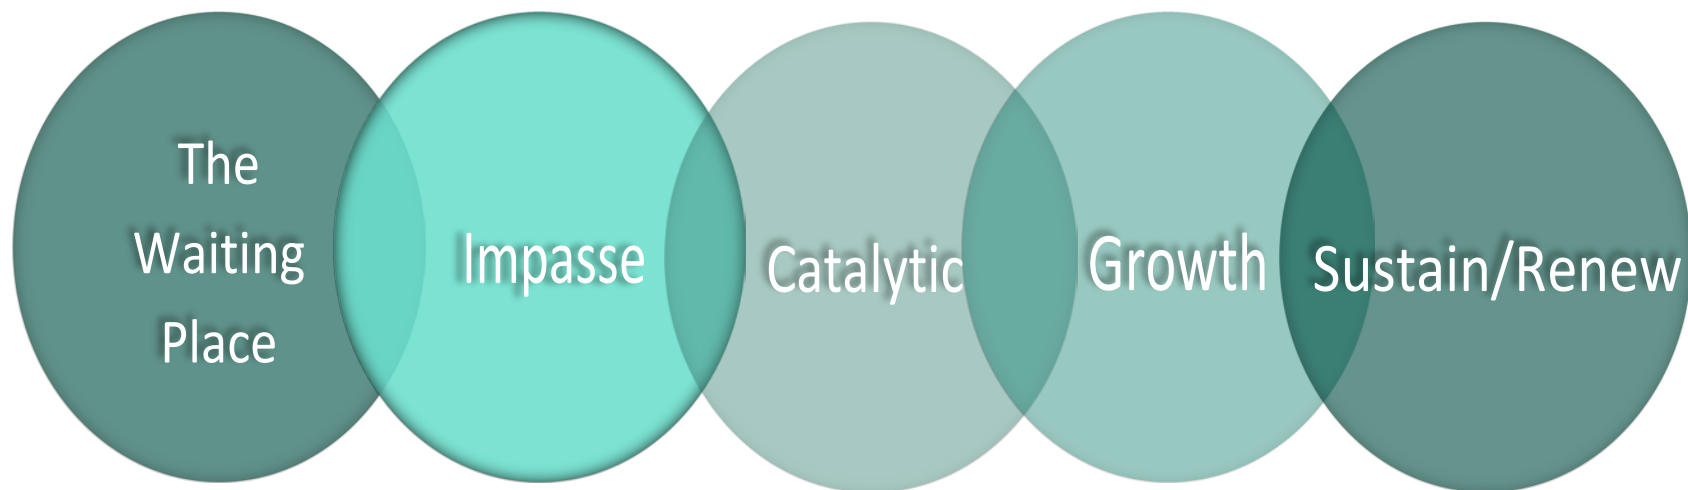 The
Waiting
Place
Impasse
Catalytic
Growth
Sustain/Renew